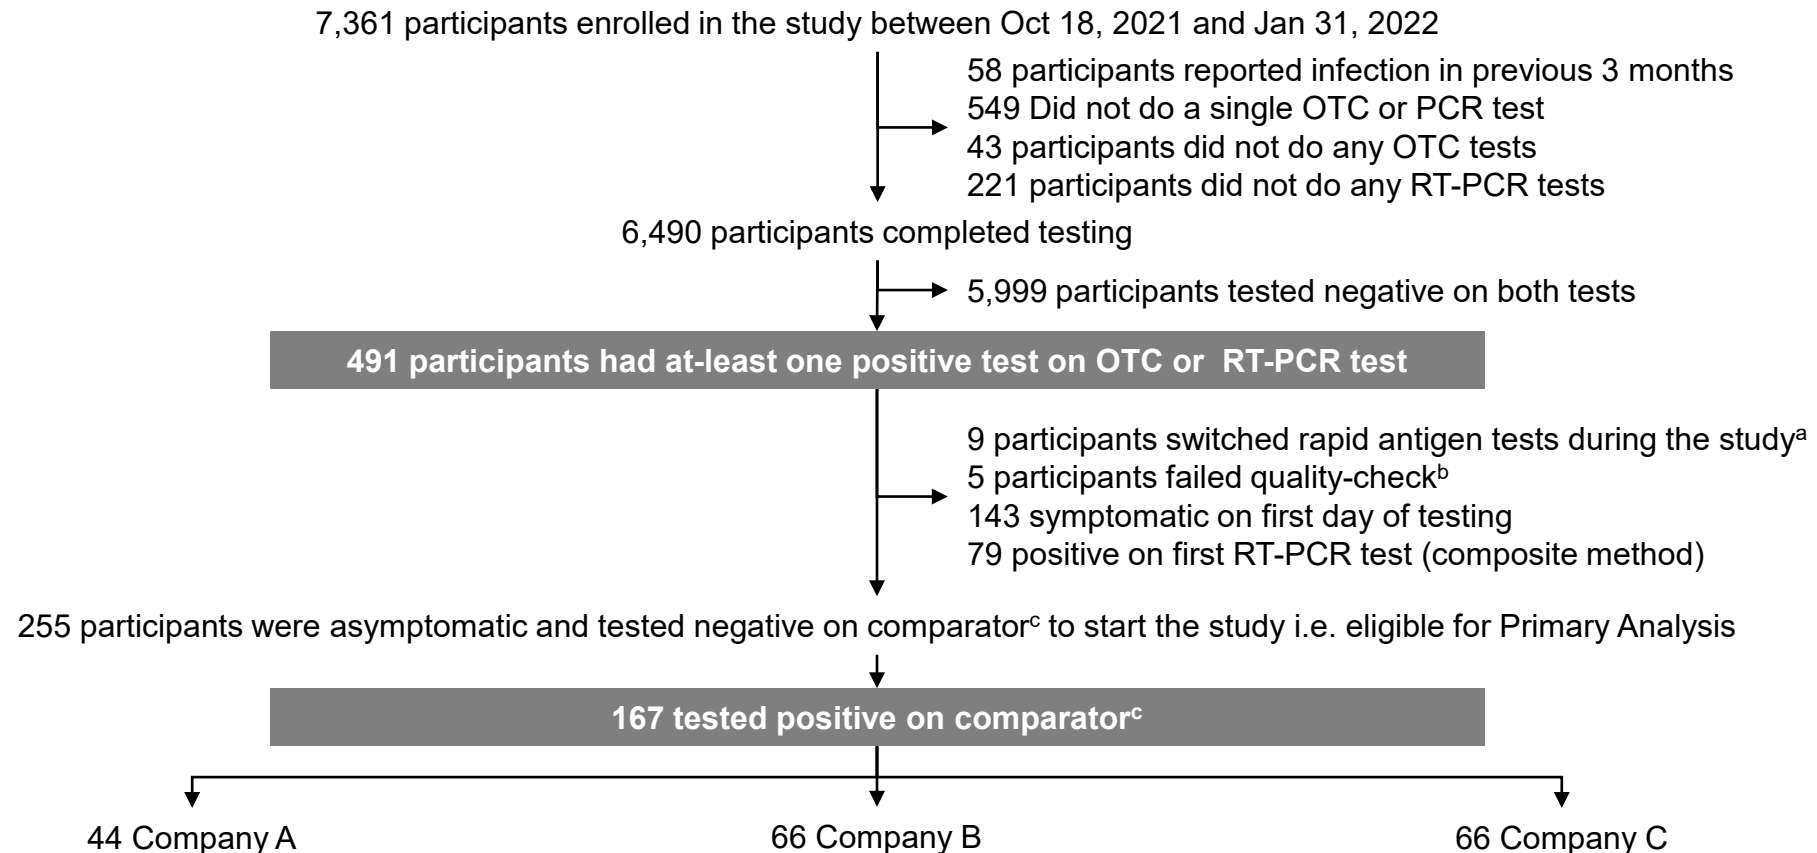 7,361 participants enrolled in the study between Oct 18, 2021 and Jan 31, 2022
58 participants reported infection in previous 3 months
549 Did not do a single OTC or PCR test
43 participants did not do any OTC tests
221 participants did not do any RT-PCR tests
6,490 participants completed testing
5,999 participants tested negative on both tests
491 participants had at-least one positive test on OTC or  RT-PCR test
9 participants switched rapid antigen tests during the studyᵃ
5 participants failed quality-checkᵇ
143 symptomatic on first day of testing
79 positive on first RT-PCR test (composite method)
255 participants were asymptomatic and tested negative on comparatorᶜ to start the study i.e. eligible for Primary Analysis
167 tested positive on comparatorᶜ
44 Company A
66 Company B
66 Company C